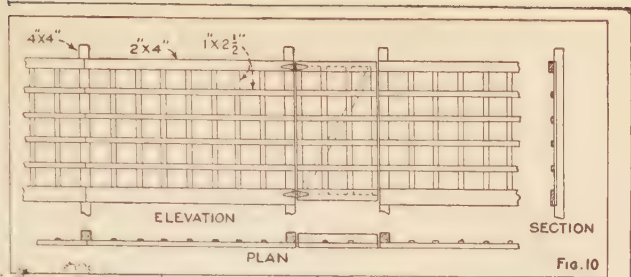 4"X4"
2"X4"
1"X2½"
ELEVATION
SECTION
PLAN
FIG.10